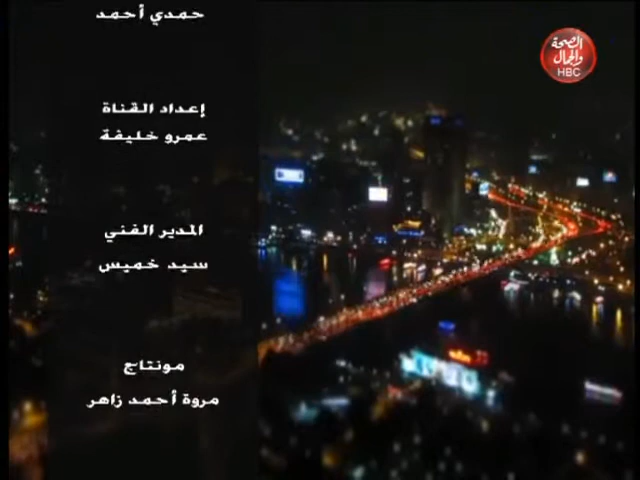 حمدي أحمد
إعداد القناة
عمرو خليفة
المدير الفني
سيد خميس
مونتاج
مروة أحمد زاهر
الصحة
والجمال
HBC